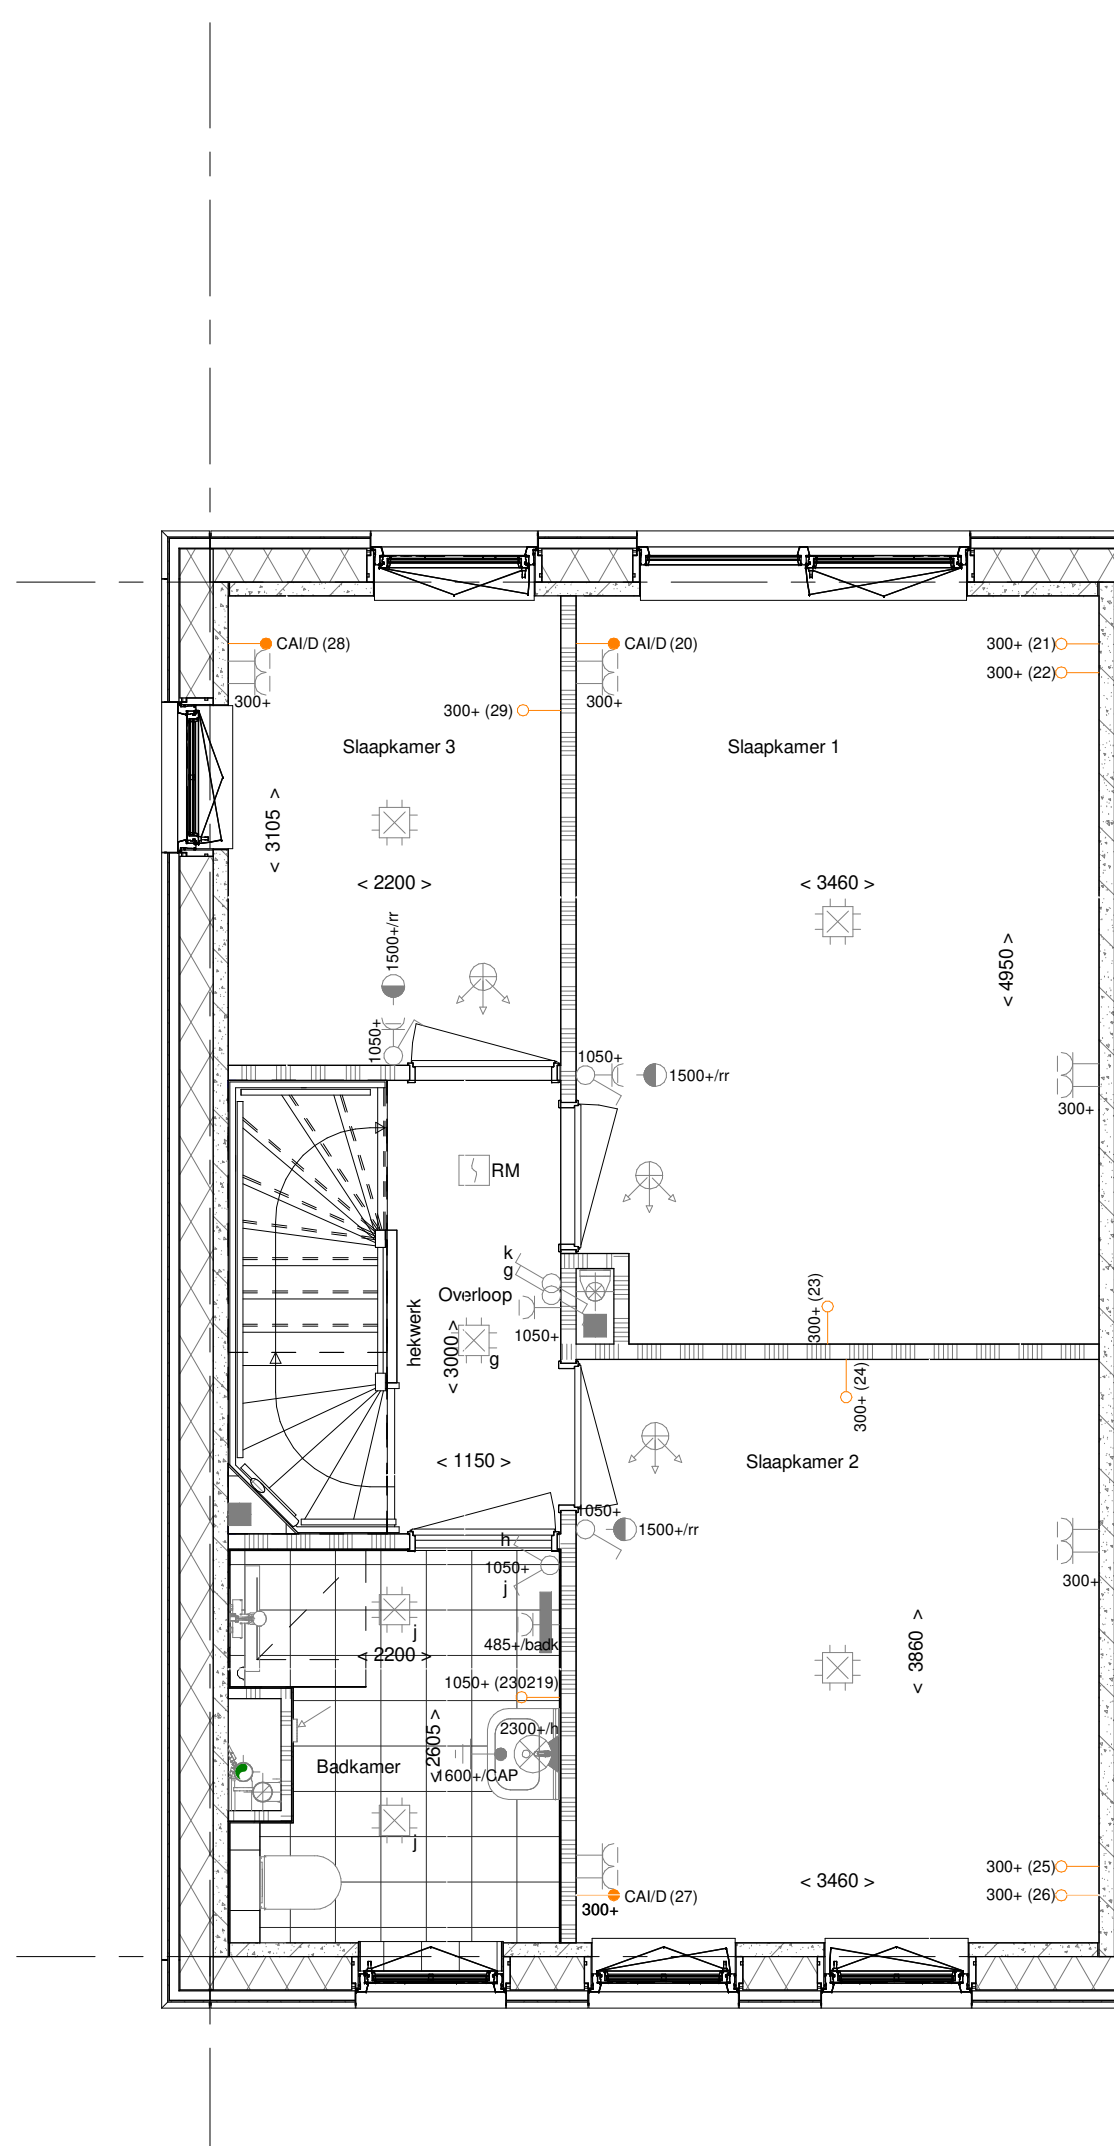 CAI/D (28)
300+
300+ (29)
Slaapkamer 3
< 3105 >
< 2200 >
1500+/rr
1050+
CAI/D (20)
300+
300+ (21)
300+ (22)
Slaapkamer 1
< 3460 >
< 4950 >
1050+
1500+/rr
300+
RM
k
g
Overloop
1050+
hekwerk
< 3000 >
g
< 1150 >
300+ (23)
300+ (24)
Slaapkamer 2
1050+
1500+/rr
300+
h
1050+
j
j
485+/badk
< 2200 >
1050+ (230219)
2300+/h
< 2605 >
Badkamer
1600+/CAP
j
< 3860 >
< 3460 >
300+ (25)
300+ (26)
CAI/D (27)
300+